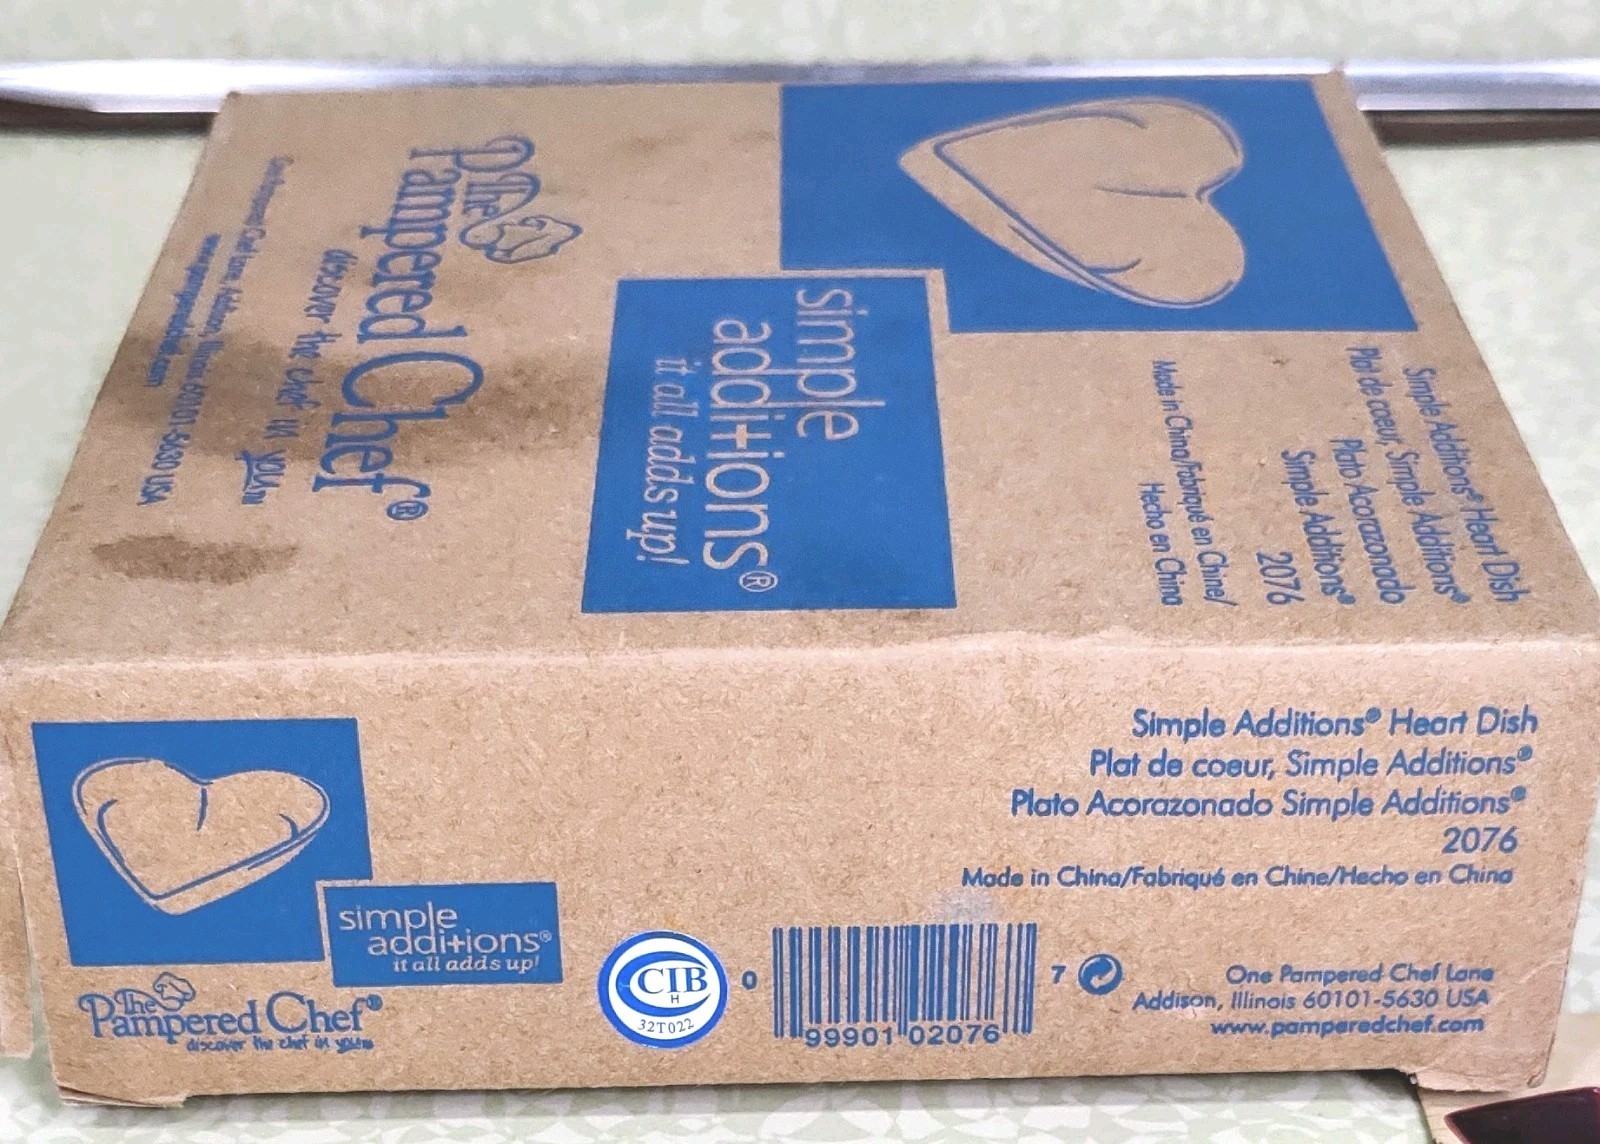 The
Pampered Chef®
discover the chef in you
One Pampered Chef Lane, Addison, Illinois 60101-5630 USA
www.pamperedchef.com
simple
additions®
it all adds up!
Simple Additions® Heart Dish
Plat de coeur, Simple Additions®
Plato Acorazonado
Simple Additions®
2076
Made in China/Fabriqué en Chine/
Hecho en China
simple
additions®
it all adds up!
The
Pampered Chef®
discover the chef in you
CIB
H
32T022
0 99901 02076 7
Simple Additions® Heart Dish
Plat de coeur, Simple Additions®
Plato Acorazonado Simple Additions®
2076
Made in China/Fabriqué en Chine/Hecho en China
One Pampered Chef Lane
Addison, Illinois 60101-5630 USA
www.pamperedchef.com